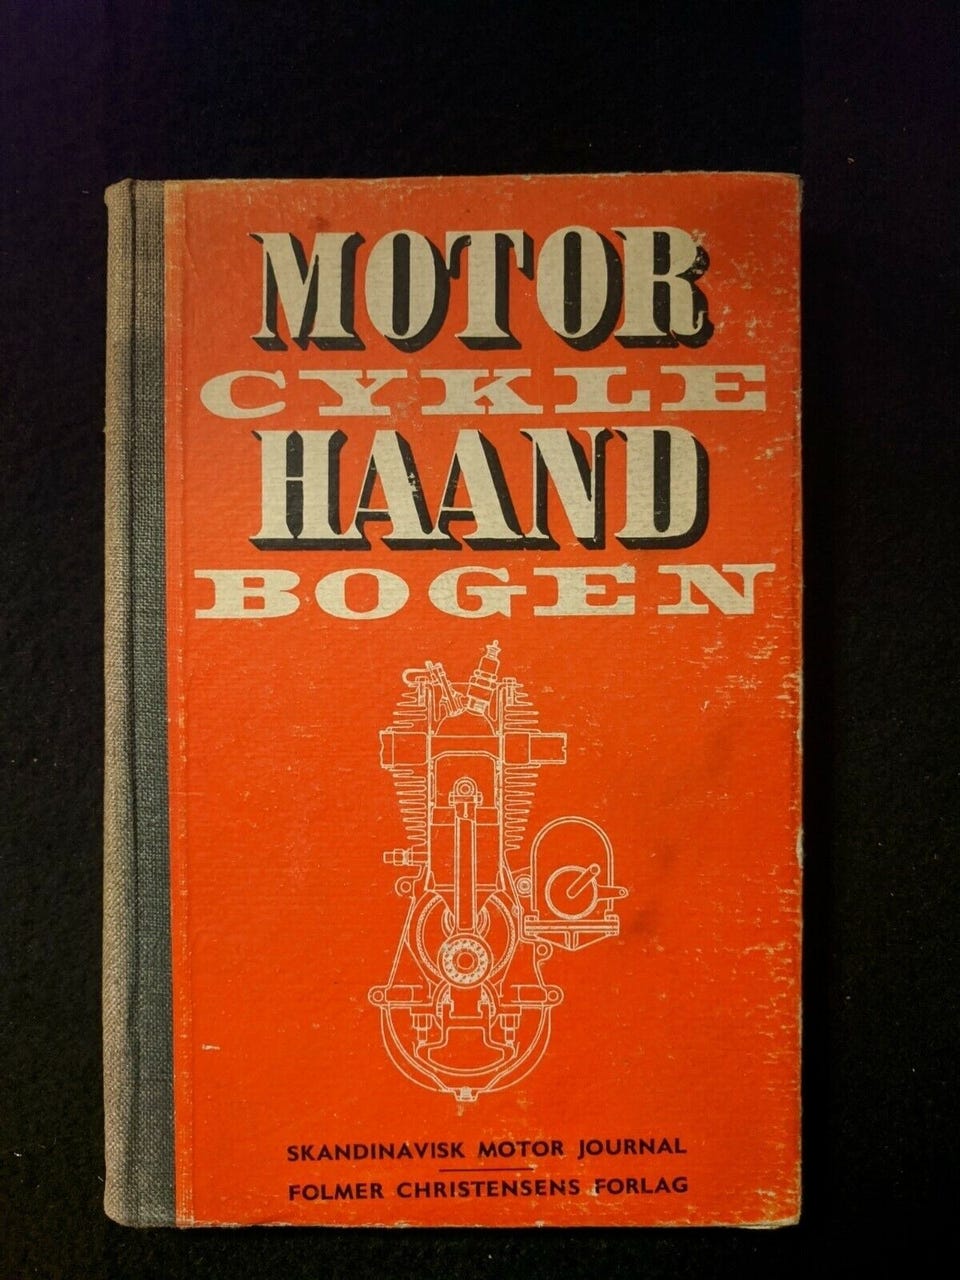 MOTOR
CYKLE
HAAND
BOGEN
SKANDINAVISK MOTOR JOURNAL
FOLMER CHRISTENSENS FORLAG